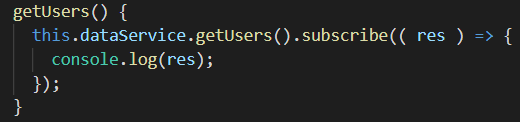 getUsers() {
  this.dataService.getUsers().subscribe(( res ) => {
    console.log(res);
  });
}